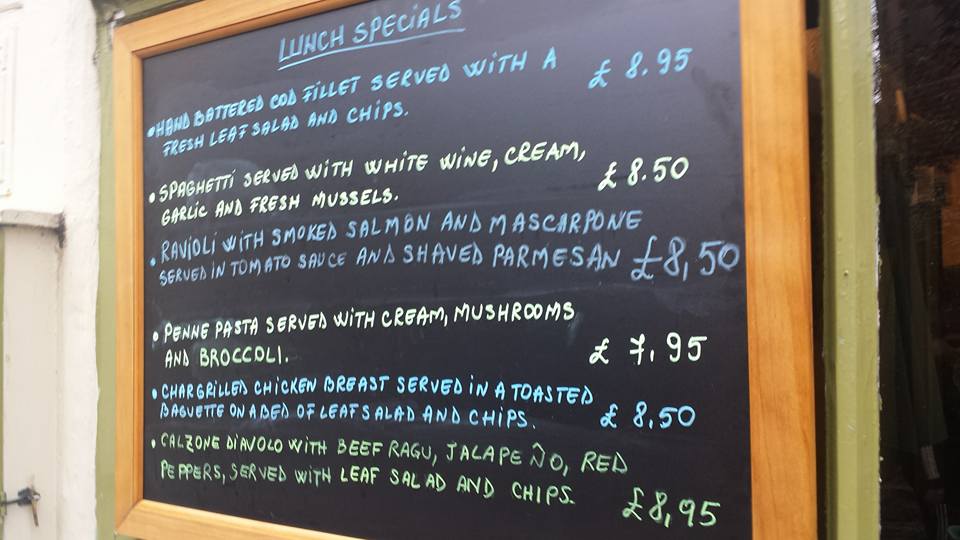 LUNCH SPECIALS
• HAND BATTERED COD FILLET SERVED WITH A £ 8.95
FRESH LEAF SALAD AND CHIPS.
• SPAGHETTI SERVED WITH WHITE WINE, CREAM, £ 8.50
GARLIC AND FRESH MUSSELS.
• RAVIOLI WITH SMOKED SALMON AND MASCARPONE
SERVED IN TOMATO SAUCE AND SHAVED PARMESAN £8,50
• PENNE PASTA SERVED WITH CREAM, MUSHROOMS
AND BROCCOLI. £ 7.95
• CHARGRILLED CHICKEN BREAST SERVED IN A TOASTED
BAGUETTE ON A BED OF LEAF SALAD AND CHIPS. £ 8.50
• CALZONE DIAVOLO WITH BEEF RAGU, JALAPEÑO, RED
PEPPERS, SERVED WITH LEAF SALAD AND CHIPS. £8,95